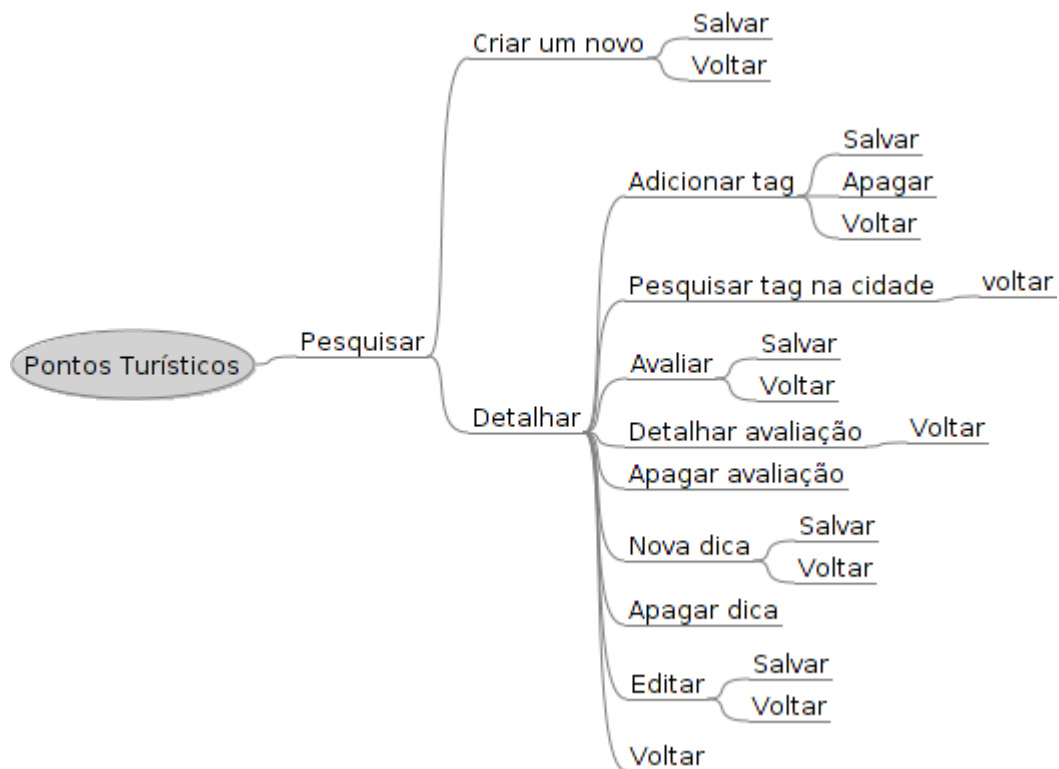 Pontos Turísticos
Pesquisar
Criar um novo
Salvar
Voltar
Detalhar
Adicionar tag
Salvar
Apagar
Voltar
Pesquisar tag na cidade
voltar
Avaliar
Salvar
Voltar
Detalhar avaliação
Voltar
Apagar avaliação
Nova dica
Salvar
Voltar
Apagar dica
Editar
Salvar
Voltar
Voltar